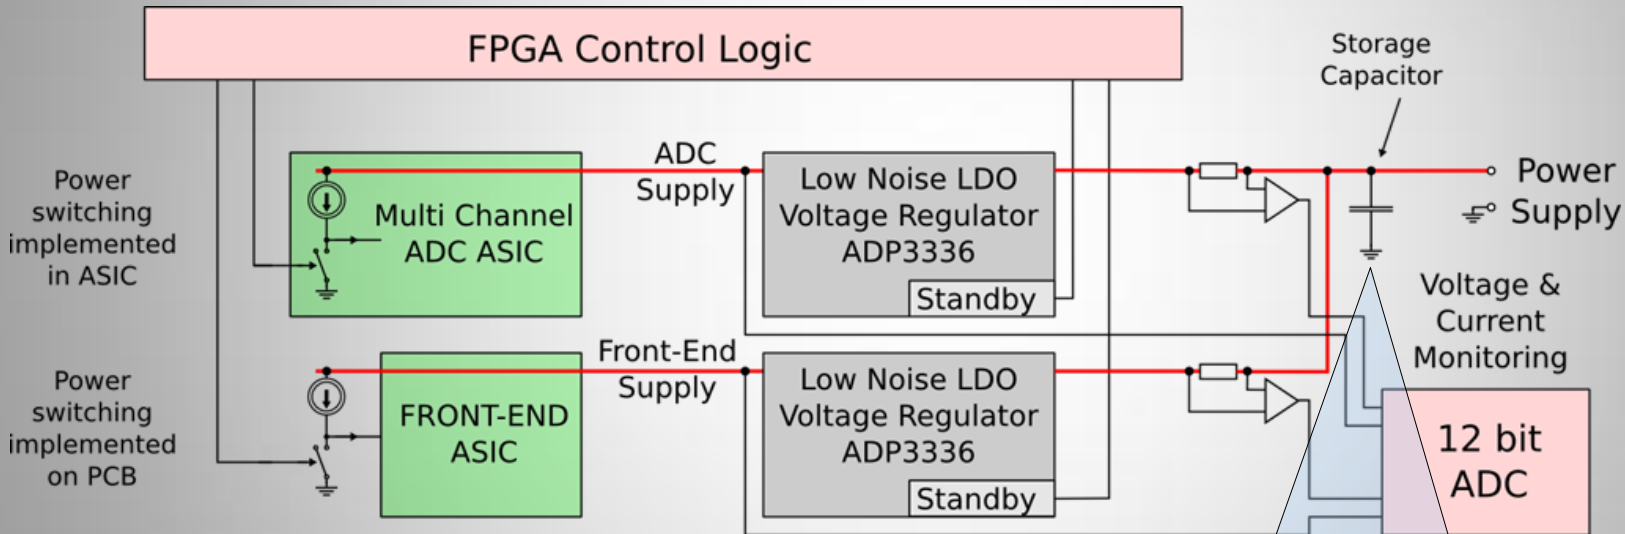 FPGA Control Logic
Storage
Capacitor
Power
switching
implemented
in ASIC
Multi Channel
ADC ASIC
ADC
Supply
Low Noise LDO
Voltage Regulator
ADP3336
Standby
Power
Supply
Voltage &
Current
Monitoring
Power
switching
implemented
on PCB
FRONT-END
ASIC
Front-End
Supply
Low Noise LDO
Voltage Regulator
ADP3336
Standby
12 bit
ADC